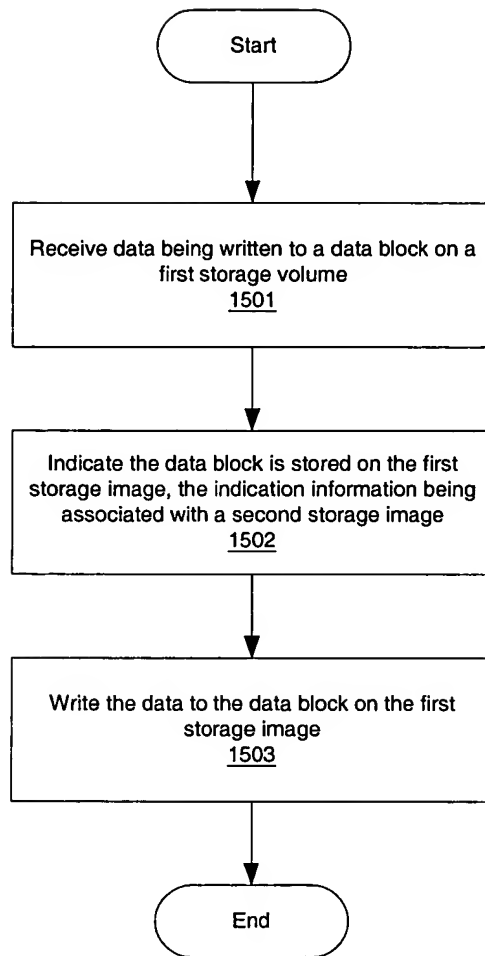 Start
Receive data being written to a data block on a
first storage volume
1501
Indicate the data block is stored on the first
storage image, the indication information being
associated with a second storage image
1502
Write the data to the data block on the first
storage image
1503
End